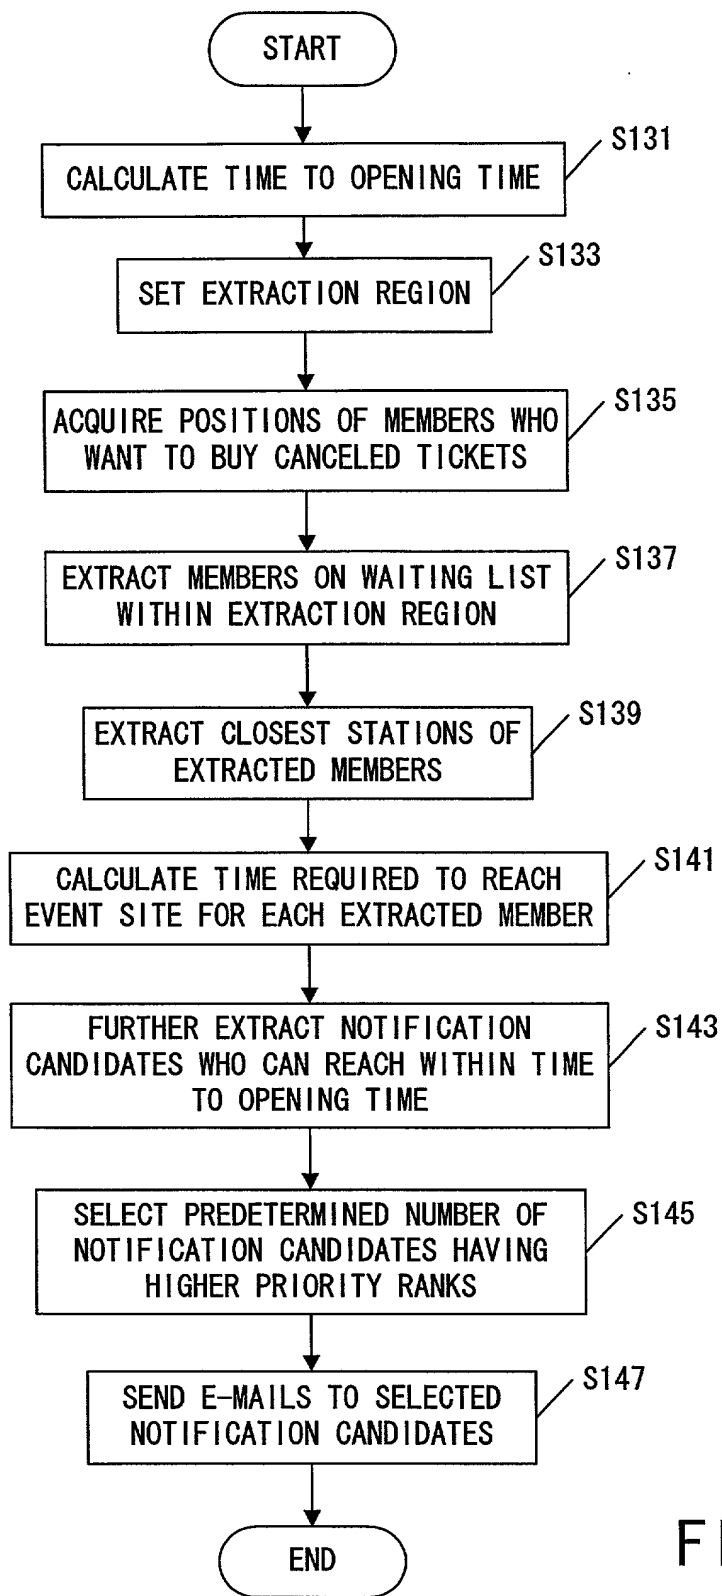 START
S131
CALCULATE TIME TO OPENING TIME
S133
SET EXTRACTION REGION
S135
ACQUIRE POSITIONS OF MEMBERS WHO
WANT TO BUY CANCELED TICKETS
S137
EXTRACT MEMBERS ON WAITING LIST
WITHIN EXTRACTION REGION
S139
EXTRACT CLOSEST STATIONS OF
EXTRACTED MEMBERS
S141
CALCULATE TIME REQUIRED TO REACH
EVENT SITE FOR EACH EXTRACTED MEMBER
S143
FURTHER EXTRACT NOTIFICATION
CANDIDATES WHO CAN REACH WITHIN TIME
TO OPENING TIME
S145
SELECT PREDETERMINED NUMBER OF
NOTIFICATION CANDIDATES HAVING
HIGHER PRIORITY RANKS
S147
SEND E-MAILS TO SELECTED
NOTIFICATION CANDIDATES
END